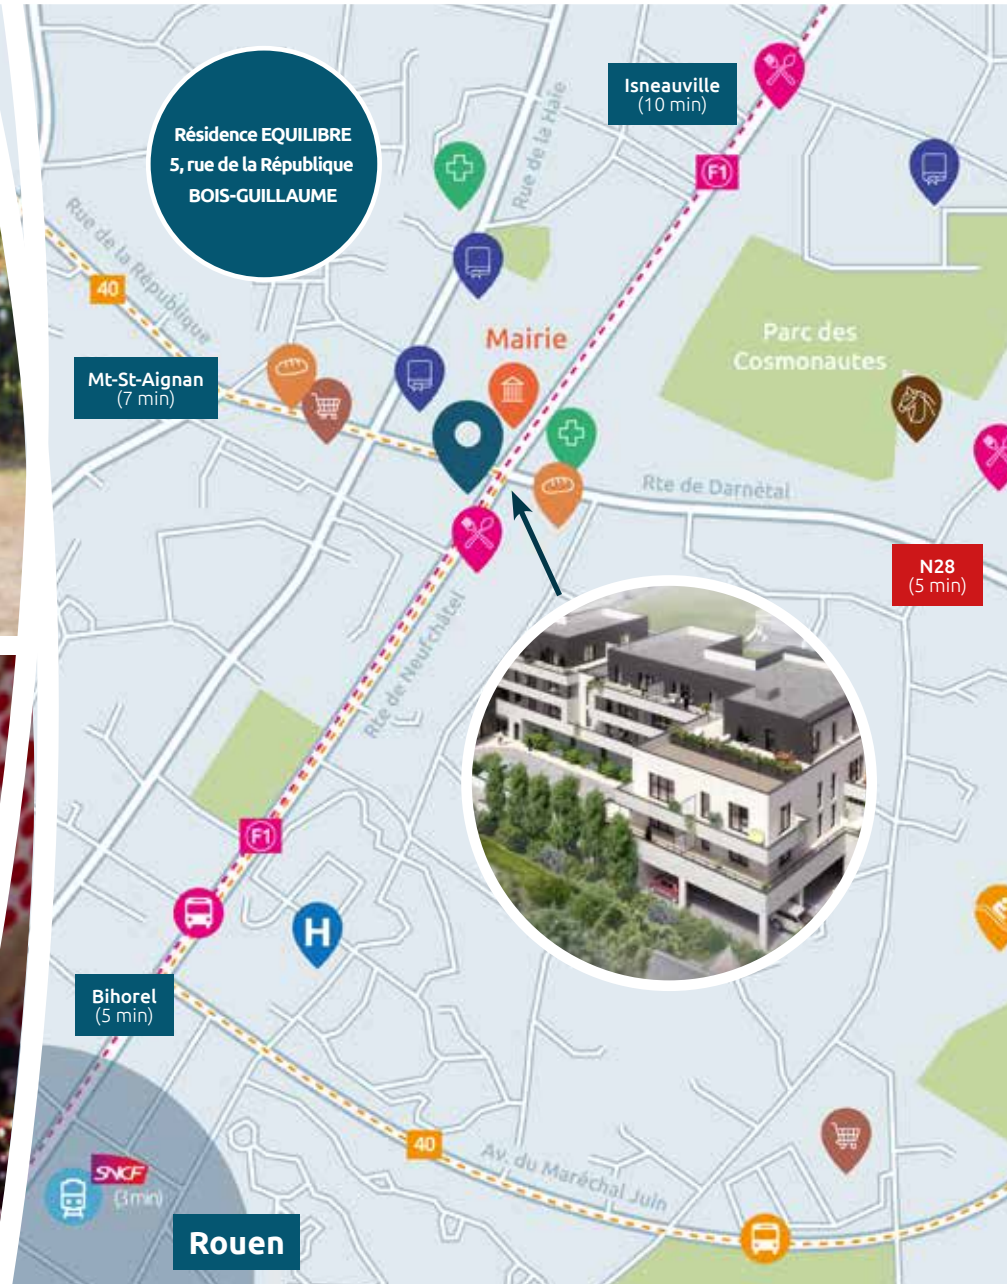 Résidence EQUILIBRE
5, rue de la République
BOIS-GUILLAUME
Isneauville
(10 min)
Rue de la Haie
F1
Rue de la République
40
Mairie
Parc des
Cosmonautes
Mt-St-Aignan
(7 min)
Rte de Darnétal
N28
(5 min)
Rte de Neufchâtel
F1
H
Bihorel
(5 min)
40
Av. du Maréchal Juin
SNCF
(3min)
Rouen